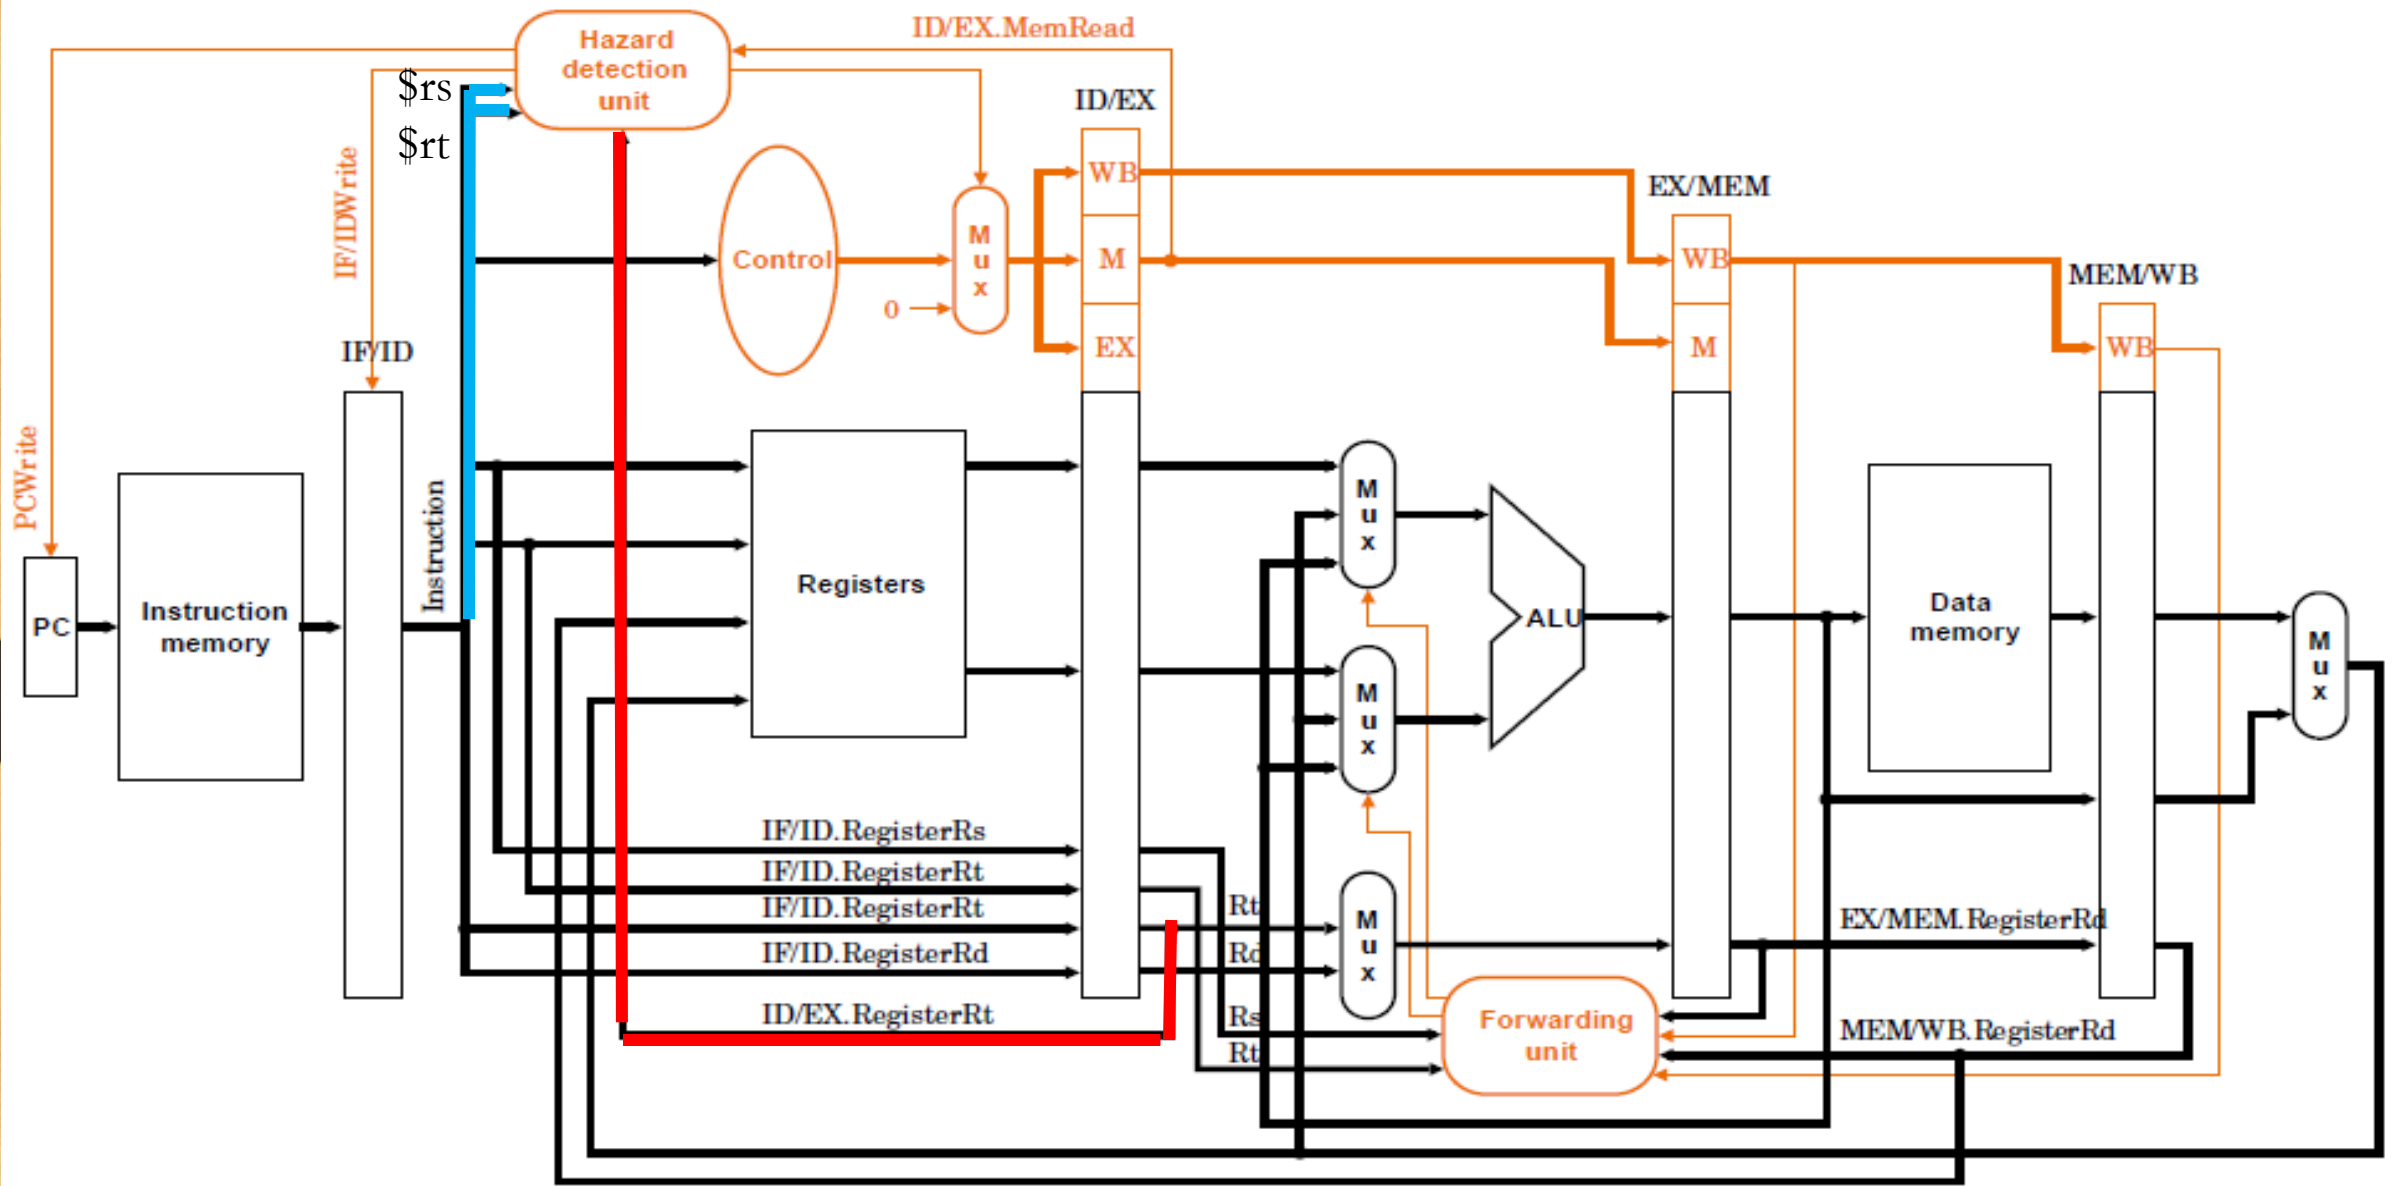 ID/EX.MemRead
Hazard
detection
unit
$rs
$rt
ID/EX
IF/IDWrite
WB
EX/MEM
Control
M
u
x
M
WB
MEM/WB
0
EX
M
WB
IF/ID
PCWrite
Instruction
M
u
x
Registers
PC
Instruction
memory
ALU
Data
memory
M
u
x
M
u
x
IF/ID.RegisterRs
IF/ID.RegisterRt
IF/ID.RegisterRt
IF/ID.RegisterRd
Rt
Rd
M
u
x
EX/MEM.RegisterRd
ID/EX.RegisterRt
Rs
Rt
Forwarding
unit
MEM/WB.RegisterRd